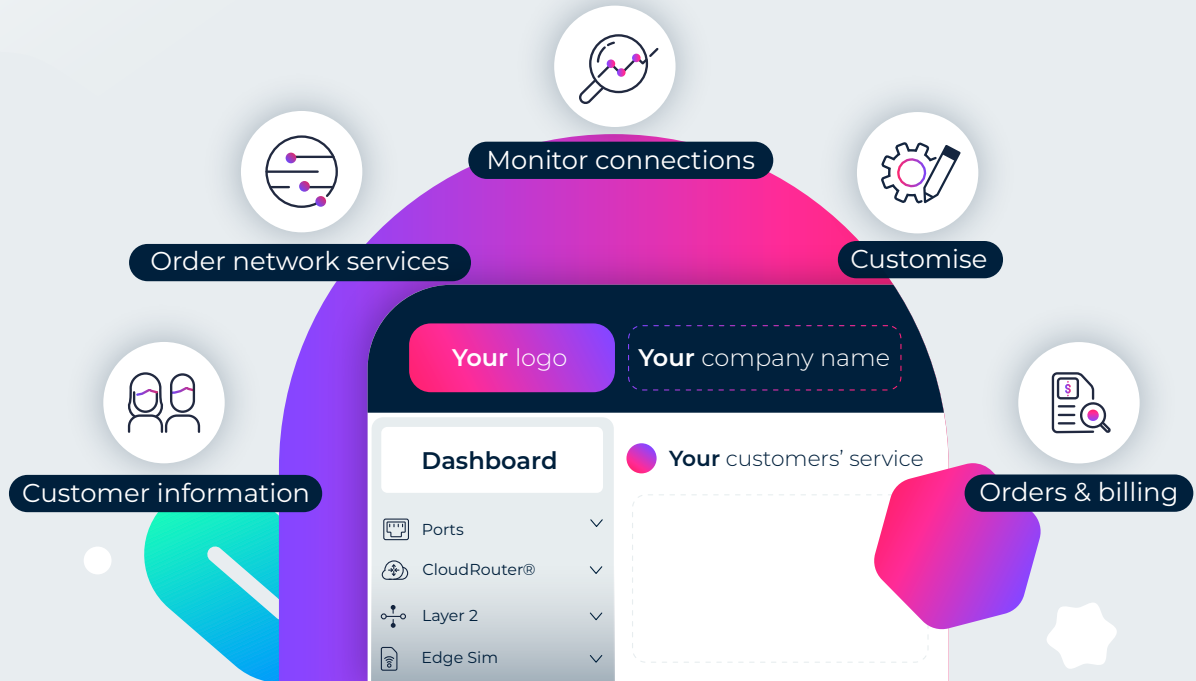 Monitor connections
Order network services
Customise
Your logo
Your company name
Dashboard
Your customers’ service
Customer information
Orders & billing
$
Ports
CloudRouter®
Layer 2
Edge Sim